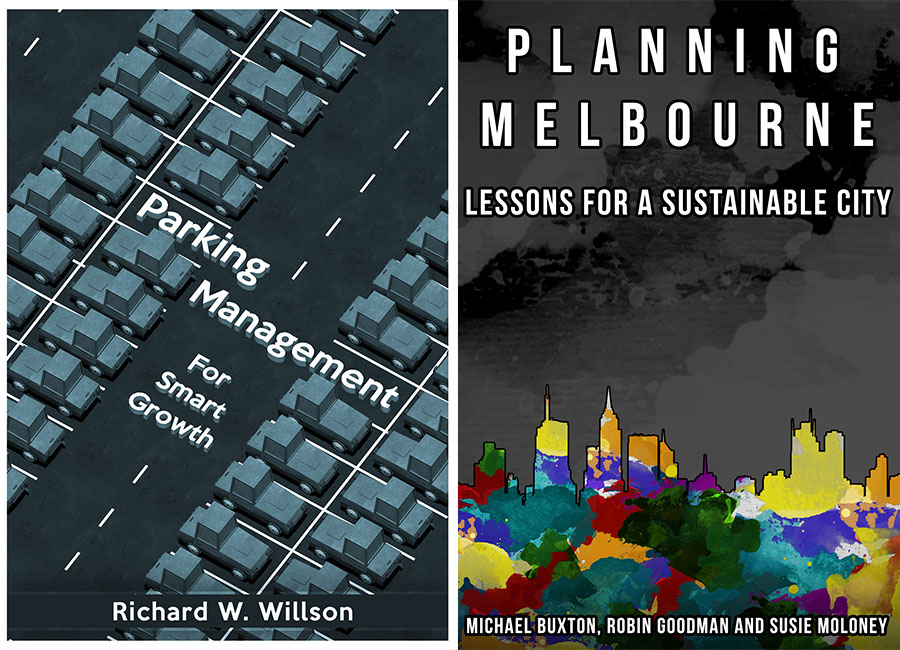 Parking
Management
For
Smart
Growth
Richard W. Willson
PLANNING
MELBOURNE
LESSONS FOR A SUSTAINABLE CITY
MICHAEL BUXTON, ROBIN GOODMAN AND SUSIE MOLONEY